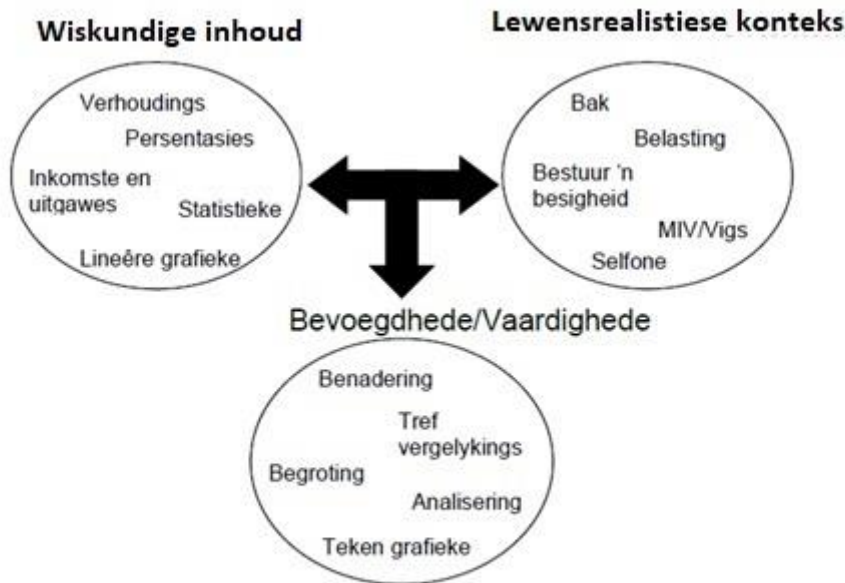 Wiskundige inhoud
Verhoudings
Persentasies
Inkomste en
uitgawes
Statistieke
Lineêre grafieke
Lewensrealistiese konteks
Bak
Belasting
Bestuur 'n
besigheid
MIV/Vigs
Selfone
Bevoegdhede/Vaardighede
Benadering
Tref
vergelykings
Begroting
Analisering
Teken grafieke